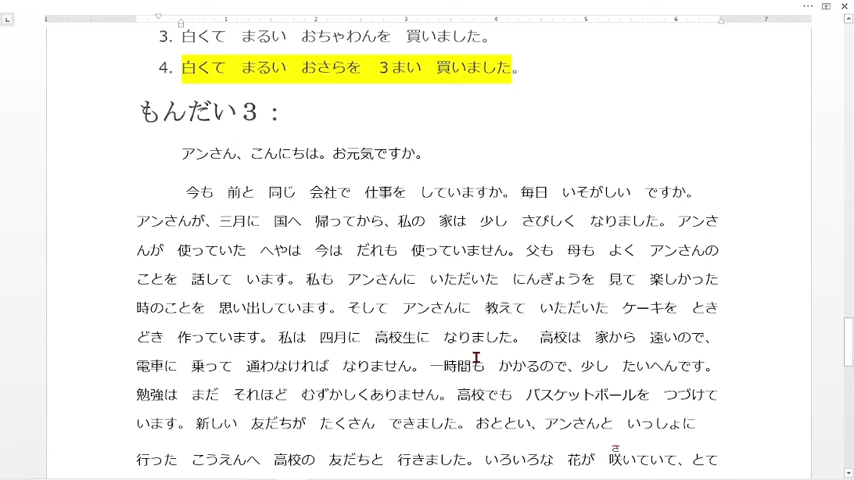 3. 白くて まるい おちゃわんを 買いました。
4. 白くて まるい おさらを 3まい 買いました。
もんだい3：
アンさん、こんにちは。お元気ですか。
今も 前と 同じ 会社で 仕事を していますか。毎日 いそがしい ですか。
アンさんが、三月に 国へ 帰ってから、私の 家は 少し さびしく なりました。アンさ
んが 使っていた へやは 今は だれも 使っていません。父も 母も よく アンさんの
ことを 話して います。私も アンさんに いただいた にんぎょうを 見て 楽しかった
時のことを 思い出しています。そして アンさんに 教えて いただいた ケーキを とき
どき 作っています。私は 四月に 高校生に なりました。 高校は 家から 遠いので、
電車に 乗って 通わなければ なりません。一時間も かかるので、少し たいへんです。
勉強は まだ それほど むずかしくありません。高校でも バスケットボールを つづけて
います。新しい 友だちが たくさん できました。おととい、アンさんと いっしょに
行った こうえんへ 高校の 友だちと 行きました。いろいろな 花が 咲いていて、とて